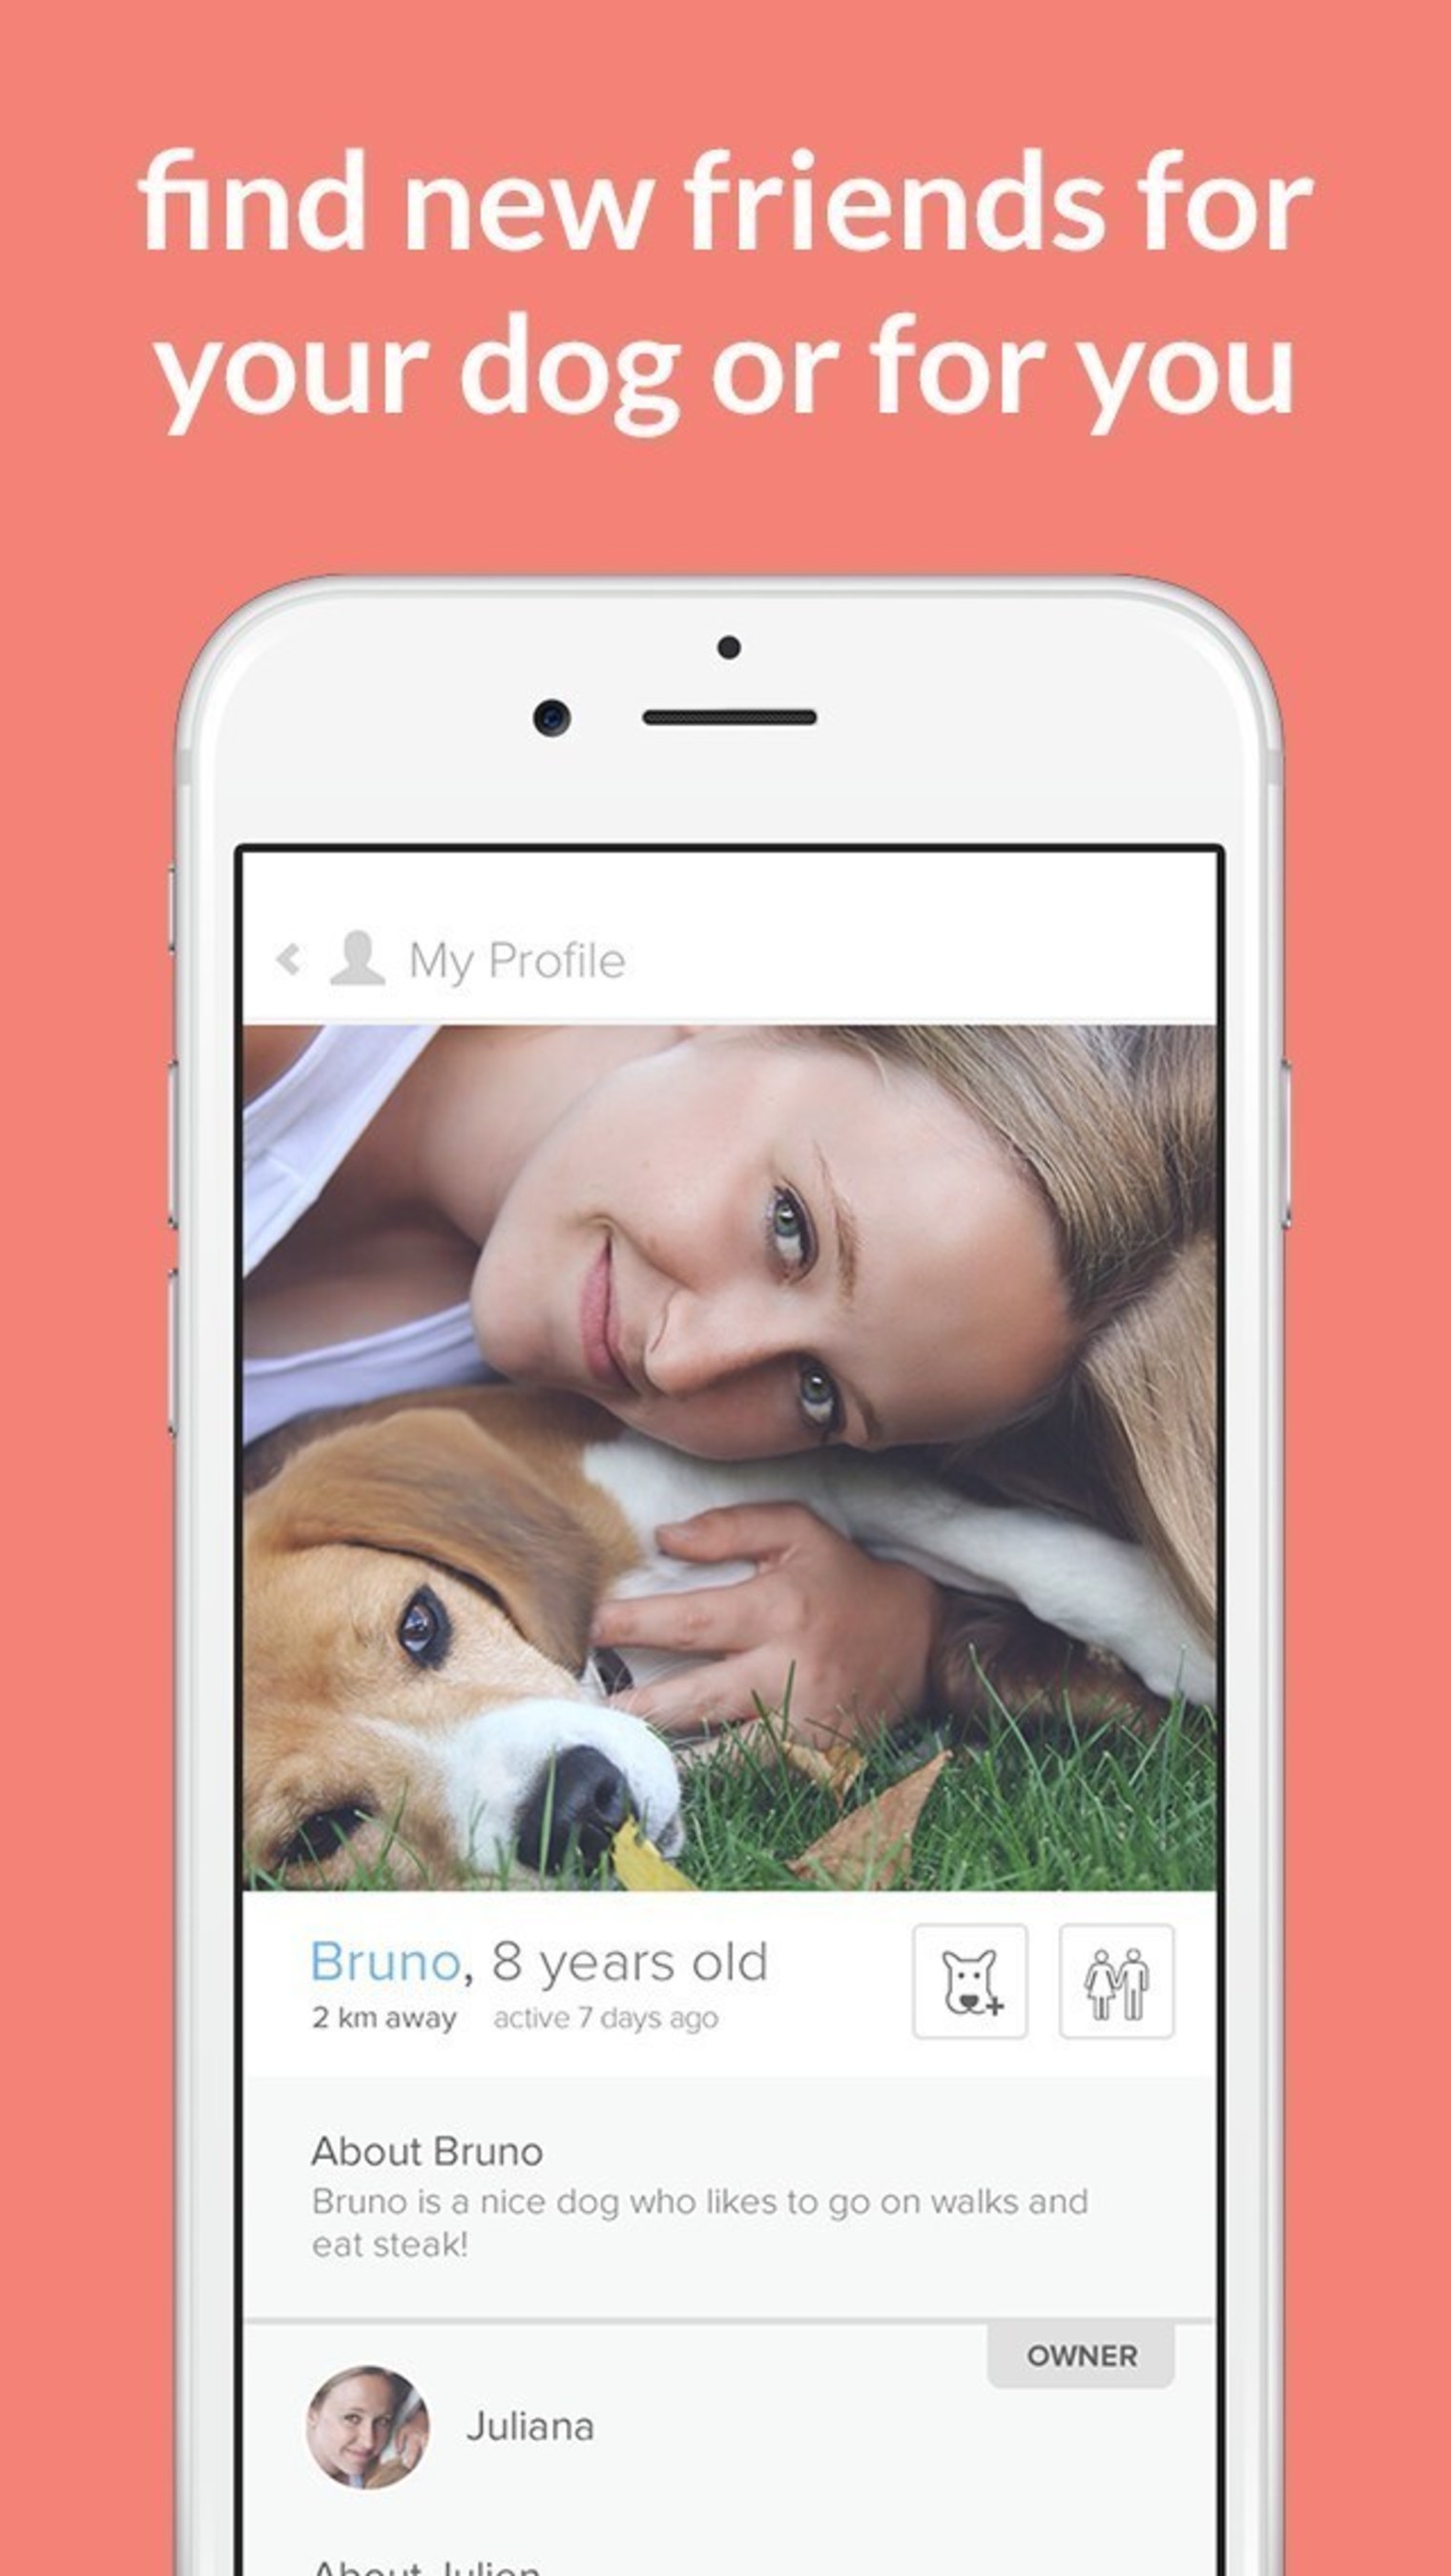 find new friends for
your dog or for you
My Profile
Bruno, 8 years old
2 km away active 7 days ago
About Bruno
Bruno is a nice dog who likes to go on walks and
eat steak!
OWNER
Juliana
About Julien